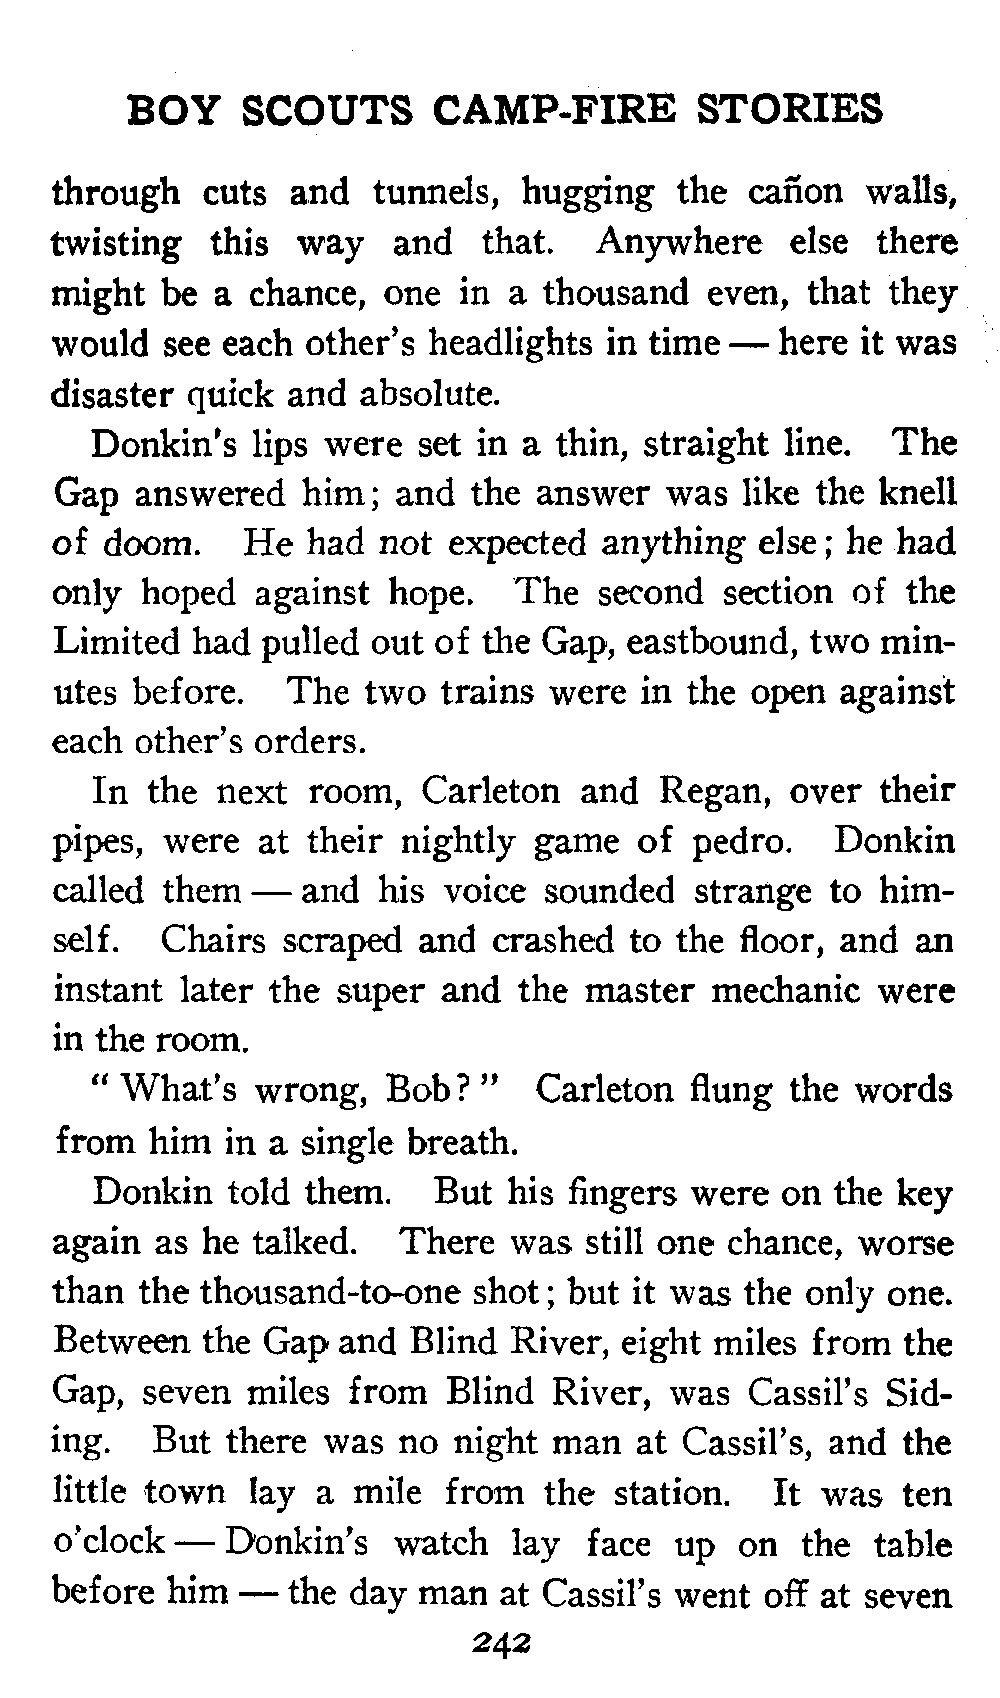 BOY SCOUTS CAMP-FIRE STORIES
through cuts and tunnels, hugging the cañon walls,
twisting this way and that. Anywhere else there
might be a chance, one in a thousand even, that they
would see each other's headlights in time — here it was
disaster quick and absolute.
Donkin's lips were set in a thin, straight line. The
Gap answered him; and the answer was like the knell
of doom. He had not expected anything else; he had
only hoped against hope. The second section of the
Limited had pulled out of the Gap, eastbound, two min-
utes before. The two trains were in the open against
each other's orders.
In the next room, Carleton and Regan, over their
pipes, were at their nightly game of pedro. Donkin
called them — and his voice sounded strange to him-
self. Chairs scraped and crashed to the floor, and an
instant later the super and the master mechanic were
in the room.
"What's wrong, Bob?" Carleton flung the words
from him in a single breath.
Donkin told them. But his fingers were on the key
again as he talked. There was still one chance, worse
than the thousand-to-one shot; but it was the only one.
Between the Gap and Blind River, eight miles from the
Gap, seven miles from Blind River, was Cassil's Sid-
ing. But there was no night man at Cassil's, and the
little town lay a mile from the station. It was ten
o'clock — Donkin's watch lay face up on the table
before him — the day man at Cassil's went off at seven
242